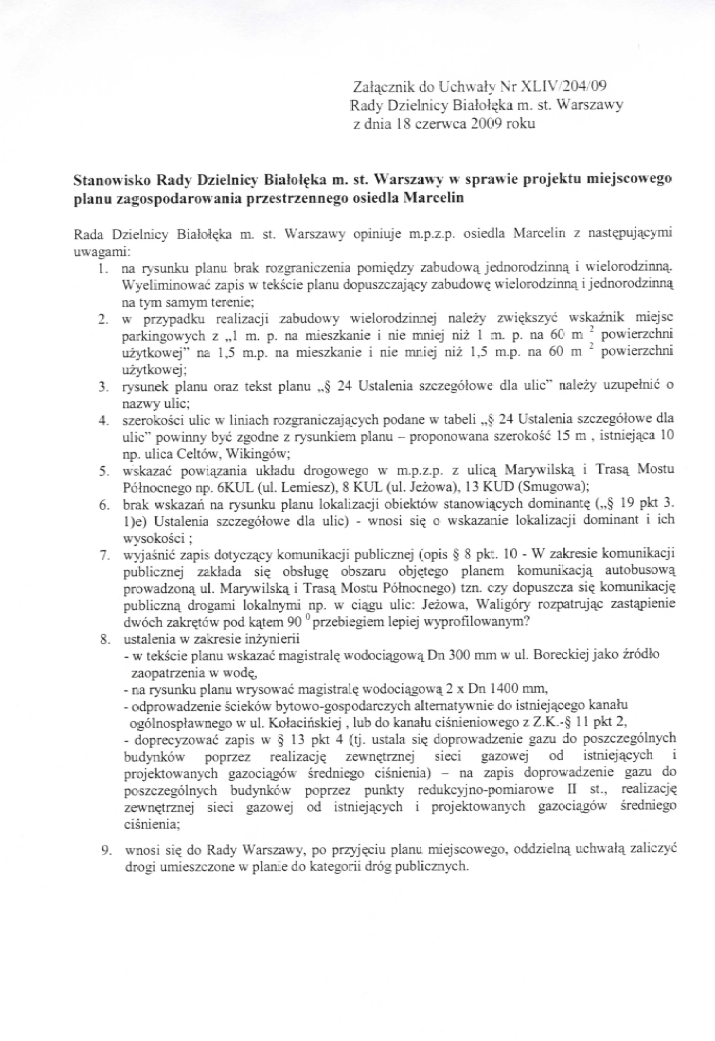 Załącznik do Uchwały Nr XLIV/204/09
Rady Dzielnicy Białołęka m. st. Warszawy
z dnia 18 czerwca 2009 roku
Stanowisko Rady Dzielnicy Białołęka m. st. Warszawy w sprawie projektu miejscowego
planu zagospodarowania przestrzennego osiedla Marcelin
Rada Dzielnicy Białołęka m. st. Warszawy opiniuje m.p.z.p. osiedla Marcelin z następującymi
uwagami:
1. na rysunku planu brak rozgraniczenia pomiędzy zabudową jednorodzinną i wielorodzinną.
Wyeliminować zapis w tekście planu dopuszczający zabudowę wielorodzinną i jednorodzinną
na tym samym terenie;
2. w przypadku realizacji zabudowy wielorodzinnej należy zwiększyć wskaźnik miejsc
parkingowych z „1 m. p. na mieszkanie i nie mniej niż 1 m. p. na 60 m ² powierzchni
użytkowej” na 1,5 m.p. na mieszkanie i nie mniej niż 1,5 m.p. na 60 m ² powierzchni
użytkowej;
3. rysunek planu oraz tekst planu „§ 24 Ustalenia szczegółowe dla ulic” należy uzupełnić o
nazwy ulic;
4. szerokości ulic w liniach rozgraniczających podane w tabeli „§ 24 Ustalenia szczegółowe dla
ulic” powinny być zgodne z rysunkiem planu – proponowana szerokość 15 m , istniejąca 10
np. ulica Celtów, Wikingów;
5. wskazać powiązania układu drogowego w m.p.z.p. z ulicą Marywilską i Trasą Mostu
Północnego np. 6KUL (ul. Lemiesz), 8 KUL (ul. Jeżowa), 13 KUD (Smugowa);
6. brak wskazań na rysunku planu lokalizacji obiektów stanowiących dominantę („§ 19 pkt 3.
1)e) Ustalenia szczegółowe dla ulic) - wnosi się o wskazanie lokalizacji dominant i ich
wysokości ;
7. wyjaśnić zapis dotyczący komunikacji publicznej (opis § 8 pkt. 10 - W zakresie komunikacji
publicznej zakłada się obsługę obszaru objętego planem komunikacją autobusową
prowadzoną ul. Marywilską i Trasą Mostu Północnego) tzn. czy dopuszcza się komunikację
publiczną drogami lokalnymi np. w ciągu ulic: Jeżowa, Waligóry rozpatrując zastąpienie
dwóch zakrętów pod kątem 90 ⁰ przebiegiem lepiej wyprofilowanym?
8. ustalenia w zakresie inżynierii
- w tekście planu wskazać magistralę wodociągową Dn 300 mm w ul. Boreckiej jako źródło
zaopatrzenia w wodę,
- na rysunku planu wrysować magistralę wodociągową 2 x Dn 1400 mm,
- odprowadzenie ścieków bytowo-gospodarczych alternatywnie do istniejącego kanału
ogólnospławnego w ul. Kołacińskiej , lub do kanału ciśnieniowego z Z.K.-§ 11 pkt 2,
- doprecyzować zapis w § 13 pkt 4 (tj. ustala się doprowadzenie gazu do poszczególnych
budynków poprzez realizację zewnętrznej sieci gazowej od istniejących i
projektowanych gazociągów średniego ciśnienia) – na zapis doprowadzenie gazu do
poszczególnych budynków poprzez punkty redukcyjno-pomiarowe II st., realizację
zewnętrznej sieci gazowej od istniejących i projektowanych gazociągów średniego
ciśnienia;
9. wnosi się do Rady Warszawy, po przyjęciu planu miejscowego, oddzielną uchwałą zaliczyć
drogi umieszczone w planie do kategorii dróg publicznych.